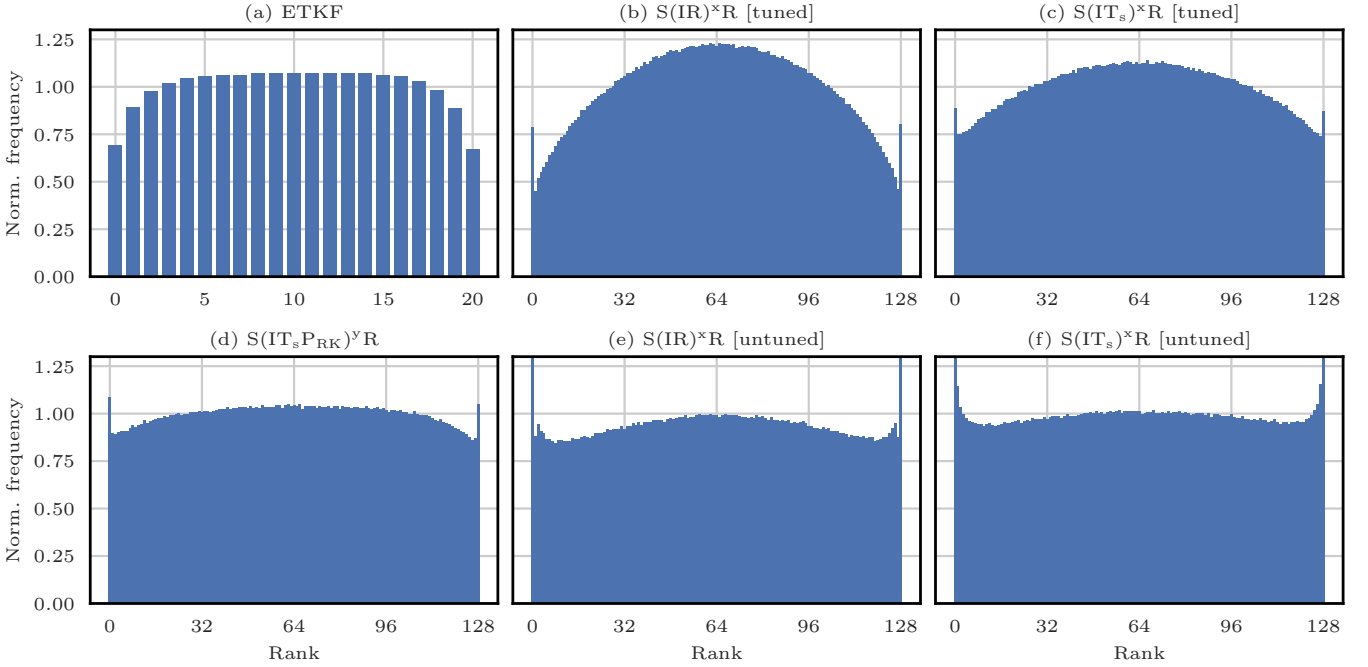 (a) ETKF
(b) S(IR)ˣR [tuned]
(c) S(ITₛ)ˣR [tuned]
Norm. frequency
1.25
1.00
0.75
0.50
0.25
0.00
0 5 10 15 20
0 32 64 96 128
0 32 64 96 128
(d) S(ITₛP_RK)ʸR
(e) S(IR)ˣR [untuned]
(f) S(ITₛ)ˣR [untuned]
Norm. frequency
1.25
1.00
0.75
0.50
0.25
0.00
0 32 64 96 128
0 32 64 96 128
0 32 64 96 128
Rank
Rank
Rank